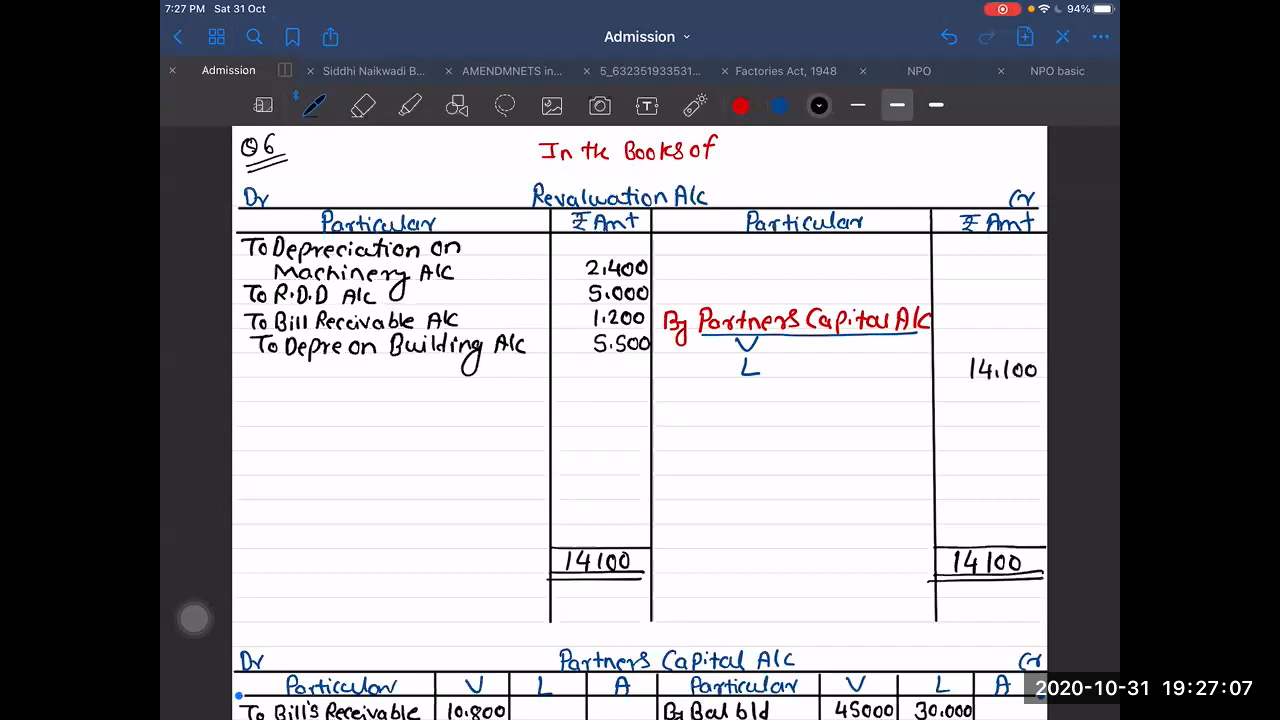 7:27 PM Sat 31 Oct
94%
Admission
Admission
Siddhi Naikwadi B...
AMENDMNETS in...
5_632351933531...
Factories Act, 1948
NPO
NPO basic
Q6
In the Books of
Dr Revaluation A/c Cr
Particular ₹ Amt Particular ₹ Amt
To Depreciation on
Machinery A/c 2,400
To R.D.D A/c 5,000
To Bill Receivable A/c 1,200 By Partners Capital A/c
To Depre on Building A/c 5,500 V
L 14,100
14100 14100
Dr Partners Capital A/c Cr
Particular V L A Particular V L A
To Bill's Receivable 10,800 By Bal b/d 45000 30,000
2020-10-31 19:27:07